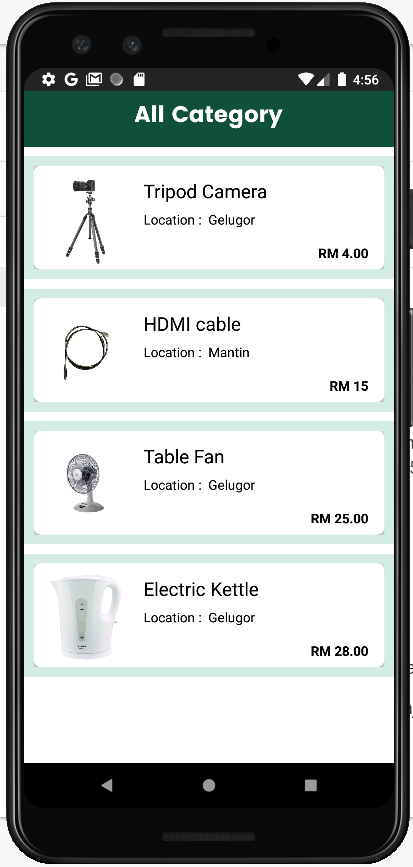 4:56
All Category
Tripod Camera
Location : Gelugor
RM 4.00
HDMI cable
Location : Mantin
RM 15
Table Fan
Location : Gelugor
RM 25.00
Electric Kettle
Location : Gelugor
RM 28.00